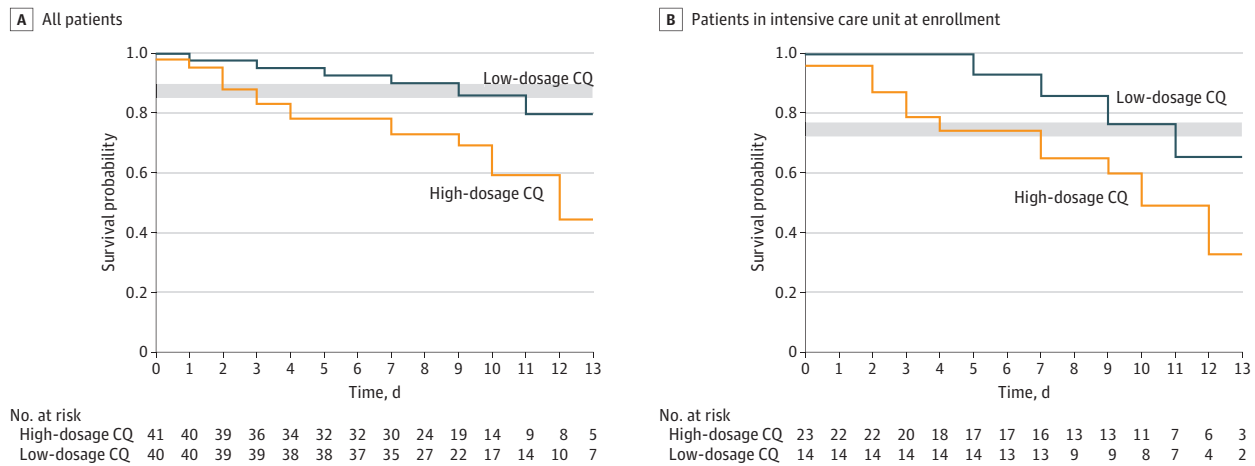 A All patients
1.0
0.8
0.6
0.4
0.2
0
Survival probability
Low-dosage CQ
High-dosage CQ
0 1 2 3 4 5 6 7 8 9 10 11 12 13
Time, d
No. at risk
High-dosage CQ 41 40 39 36 34 32 32 30 24 19 14 9 8 5
Low-dosage CQ 40 40 39 39 38 38 37 35 27 22 17 14 10 7
B Patients in intensive care unit at enrollment
1.0
0.8
0.6
0.4
0.2
0
Survival probability
Low-dosage CQ
High-dosage CQ
0 1 2 3 4 5 6 7 8 9 10 11 12 13
Time, d
No. at risk
High-dosage CQ 23 22 22 20 18 17 17 16 13 13 11 7 6 3
Low-dosage CQ 14 14 14 14 14 14 13 13 9 9 8 7 4 2